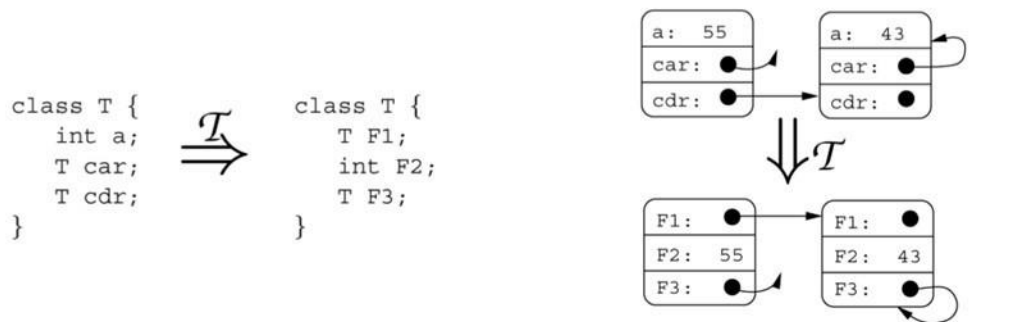 class T {
int a;
T car;
T cdr;
}
𝒯
class T {
T F1;
int F2;
T F3;
}
a: 55
car:
cdr:
a: 43
car:
cdr:
𝒯
F1:
F2: 55
F3:
F1:
F2: 43
F3: